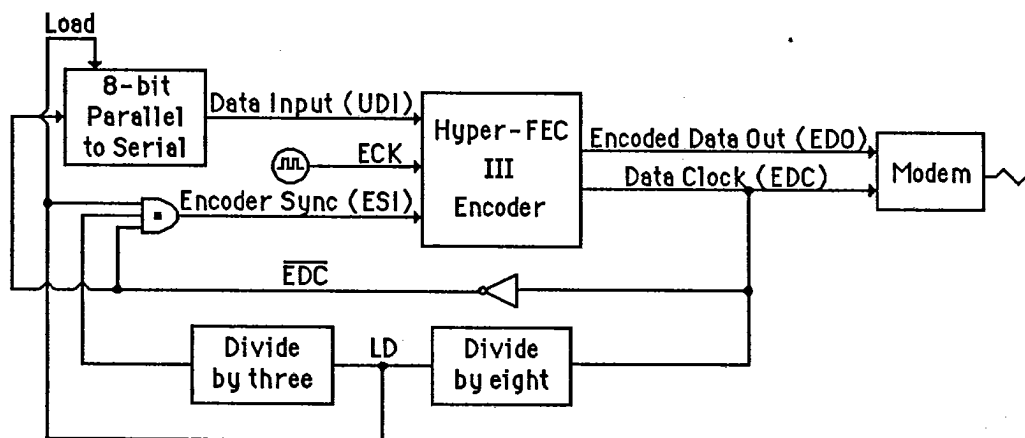 Load
8-bit
Parallel
to Serial
Data Input (UDI)
ECK
Encoder Sync (ESI)
Hyper-FEC
III
Encoder
Encoded Data Out (EDO)
Data Clock (EDC)
Modem
EDC
Divide
by three
LD
Divide
by eight